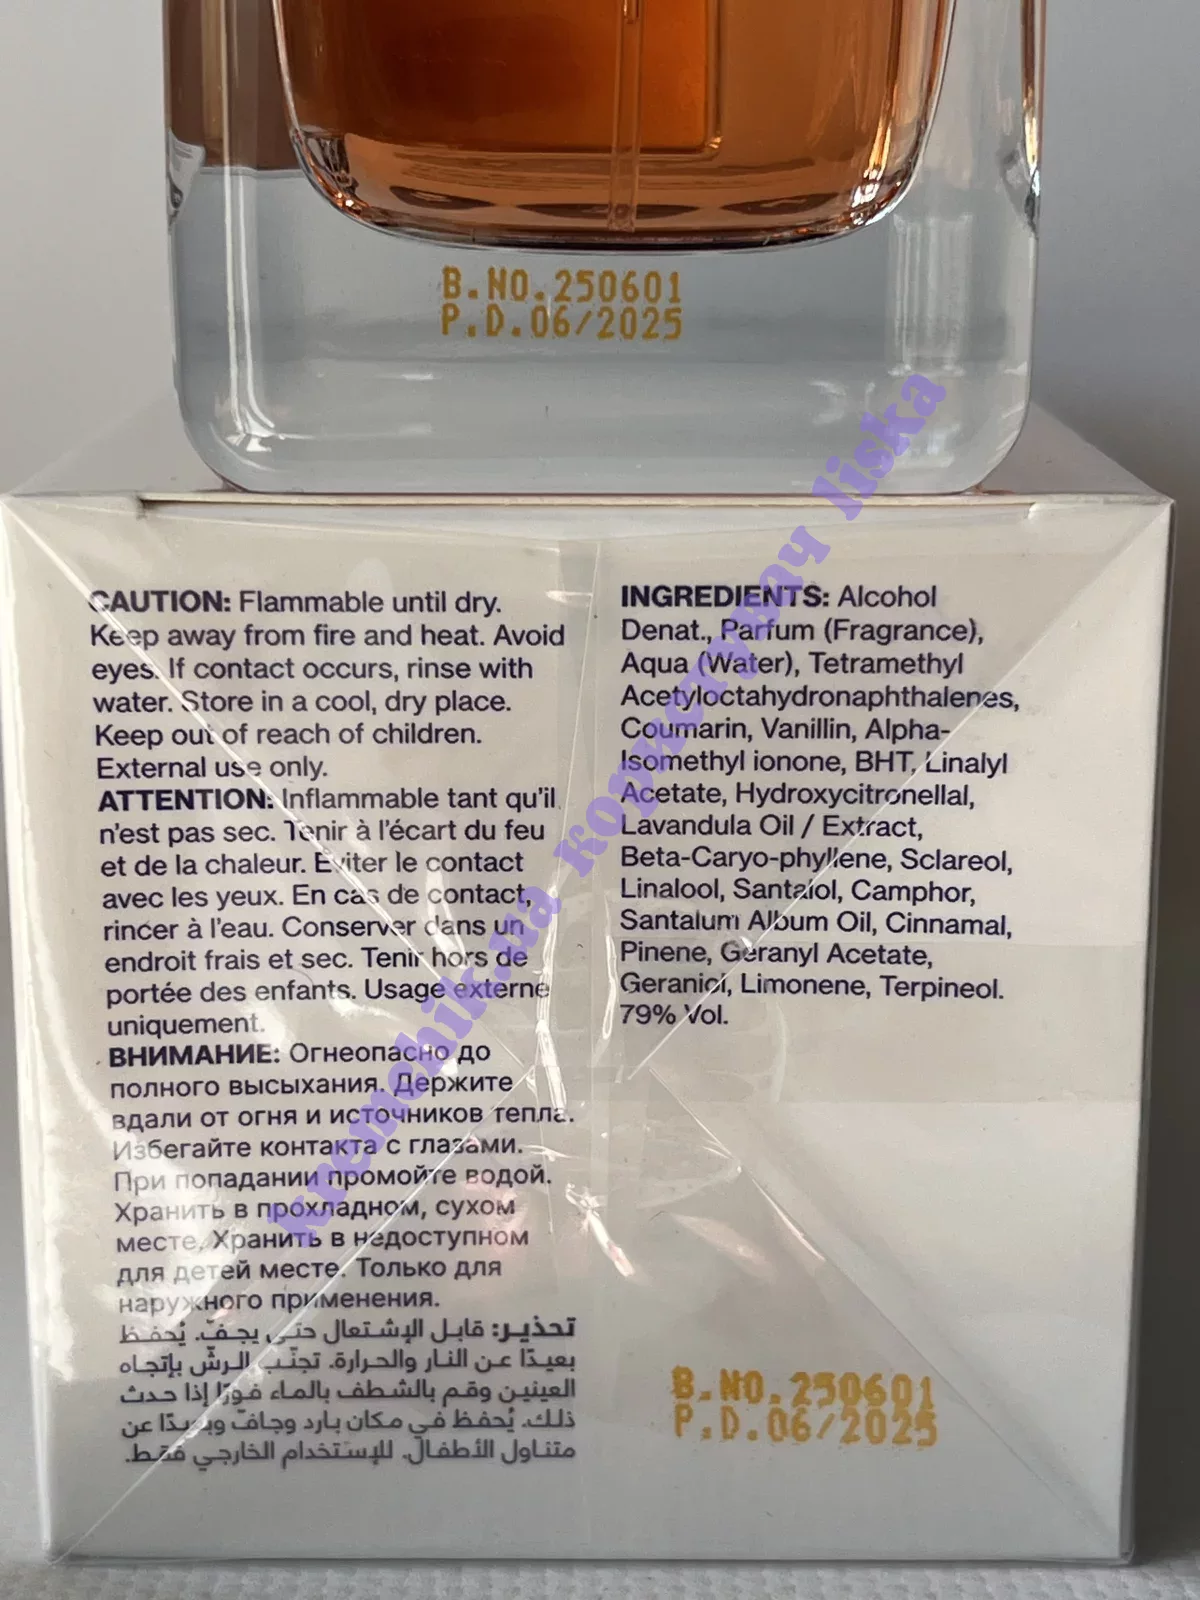 B.NO.250601
P.D.06/2025
CAUTION: Flammable until dry.
Keep away from fire and heat. Avoid
eyes. If contact occurs, rinse with
water. Store in a cool, dry place.
Keep out of reach of children.
External use only.
ATTENTION: Inflammable tant qu'il
n'est pas sec. Tenir à l'écart du feu
et de la chaleur. Éviter le contact
avec les yeux. En cas de contact,
rincer à l'eau. Conserver dans un
endroit frais et sec. Tenir hors de
portée des enfants. Usage externe
uniquement.
ВНИМАНИЕ: Огнеопасно до
полного высыхания. Держите
вдали от огня и источников тепла.
Избегайте контакта с глазами.
При попадании промойте водой.
Хранить в прохладном, сухом
месте. Хранить в недоступном
для детей месте. Только для
наружного применения.
تحذير: قابل الإشتعال حتى يجفّ. يُحفظ
بعيدًا عن النار والحرارة. تجنّب الرشّ بإتجاه
العينين وقم بالشطف بالماء فورًا إذا حدث
ذلك. يُحفظ في مكان بارد وجافّ وبعيدًا عن
متناول الأطفال. للإستخدام الخارجي فقط.
INGREDIENTS: Alcohol
Denat., Parfum (Fragrance),
Aqua (Water), Tetramethyl
Acetyloctahydronaphthalenes,
Coumarin, Vanillin, Alpha-
Isomethyl ionone, BHT, Linalyl
Acetate, Hydroxycitronellal,
Lavandula Oil / Extract,
Beta-Caryo-phyllene, Sclareol,
Linalool, Santalol, Camphor,
Santalum Album Oil, Cinnamal,
Pinene, Geranyl Acetate,
Geraniol, Limonene, Terpineol.
79% Vol.
B.NO.250601
P.D.06/2025
kremchik.ua користувач liska